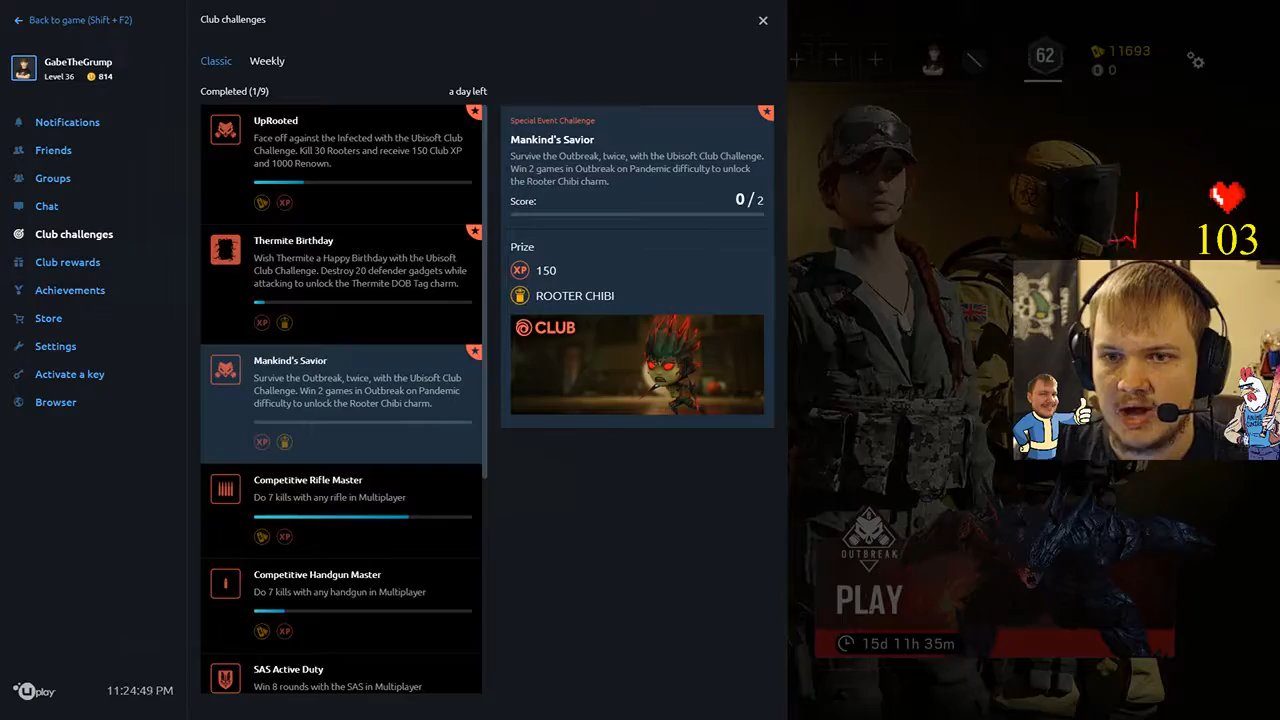 Back to game (Shift + F2)
GabeTheGrump
Level 36
814
Notifications
Friends
Groups
Chat
Club challenges
Club rewards
Achievements
Store
Settings
Activate a key
Browser
uplay
11:24:49 PM
Club challenges
Classic
Weekly
Completed (1/9)
a day left
UpRooted
Face off against the Infected with the Ubisoft Club
Challenge. Kill 30 Rooters and receive 150 Club XP
and 1000 Renown.
XP
Thermite Birthday
Wish Thermite a Happy Birthday with the Ubisoft
Club Challenge. Destroy 20 defender gadgets while
attacking to unlock the Thermite DOB Tag charm.
XP
Mankind's Savior
Survive the Outbreak, twice, with the Ubisoft Club
Challenge. Win 2 games in Outbreak on Pandemic
difficulty to unlock the Rooter Chibi charm.
XP
Competitive Rifle Master
Do 7 kills with any rifle in Multiplayer
XP
Competitive Handgun Master
Do 7 kills with any handgun in Multiplayer
XP
SAS Active Duty
Win 8 rounds with the SAS in Multiplayer
Special Event Challenge
Mankind's Savior
Survive the Outbreak, twice, with the Ubisoft Club Challenge.
Win 2 games in Outbreak on Pandemic difficulty to unlock
the Rooter Chibi charm.
Score:
0 / 2
Prize
XP 150
ROOTER CHIBI
CLUB
62
11693
0
103
OUTBREAK
PLAY
15d 11h 35m